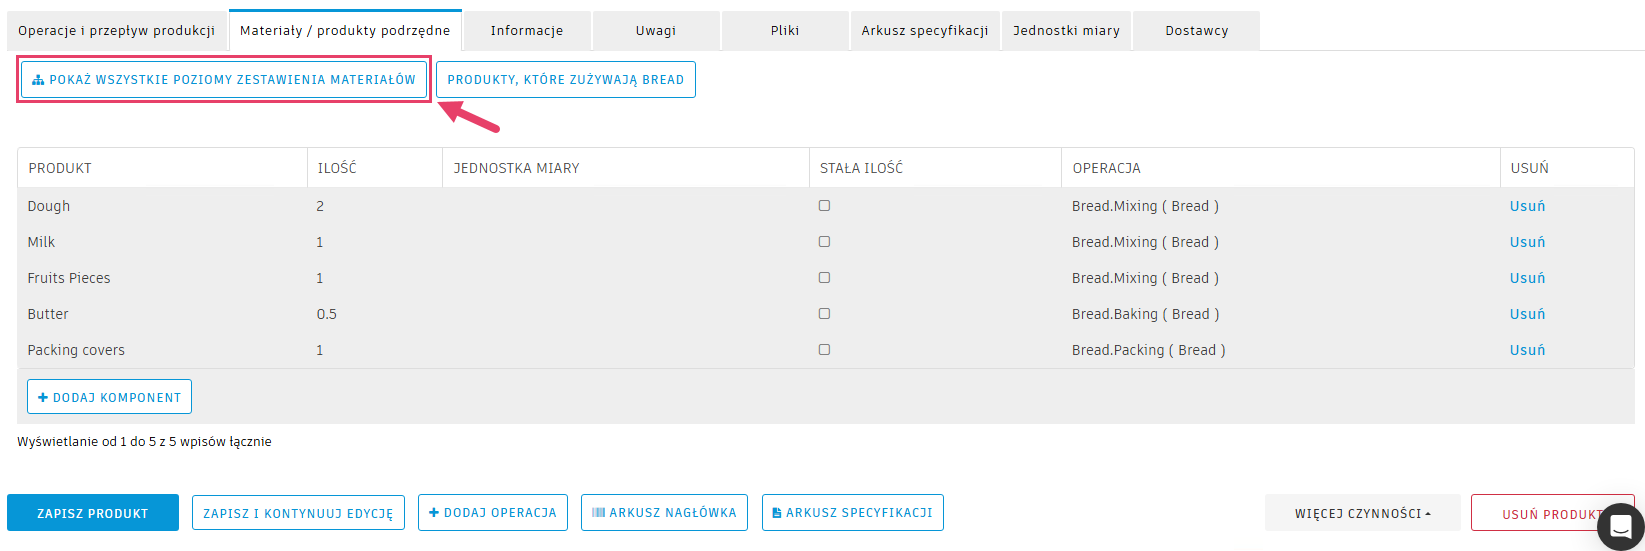 Operacje i przepływ produkcji Materiały / produkty podrzędne Informacje Uwagi Pliki Arkusz specyfikacji Jednostki miary Dostawcy
POKAŻ WSZYSTKIE POZIOMY ZESTAWIENIA MATERIAŁÓW PRODUKTY, KTÓRE ZUŻYWAJĄ BREAD
PRODUKT ILOŚĆ JEDNOSTKA MIARY STAŁA ILOŚĆ OPERACJA USUŃ
Dough 2 Bread.Mixing ( Bread ) Usuń
Milk 1 Bread.Mixing ( Bread ) Usuń
Fruits Pieces 1 Bread.Mixing ( Bread ) Usuń
Butter 0.5 Bread.Baking ( Bread ) Usuń
Packing covers 1 Bread.Packing ( Bread ) Usuń
+ DODAJ KOMPONENT
Wyświetlanie od 1 do 5 z 5 wpisów łącznie
ZAPISZ PRODUKT ZAPISZ I KONTYNUUJ EDYCJĘ + DODAJ OPERACJA ARKUSZ NAGŁÓWKA ARKUSZ SPECYFIKACJI WIĘCEJ CZYNNOŚCI USUŃ PRODUKT